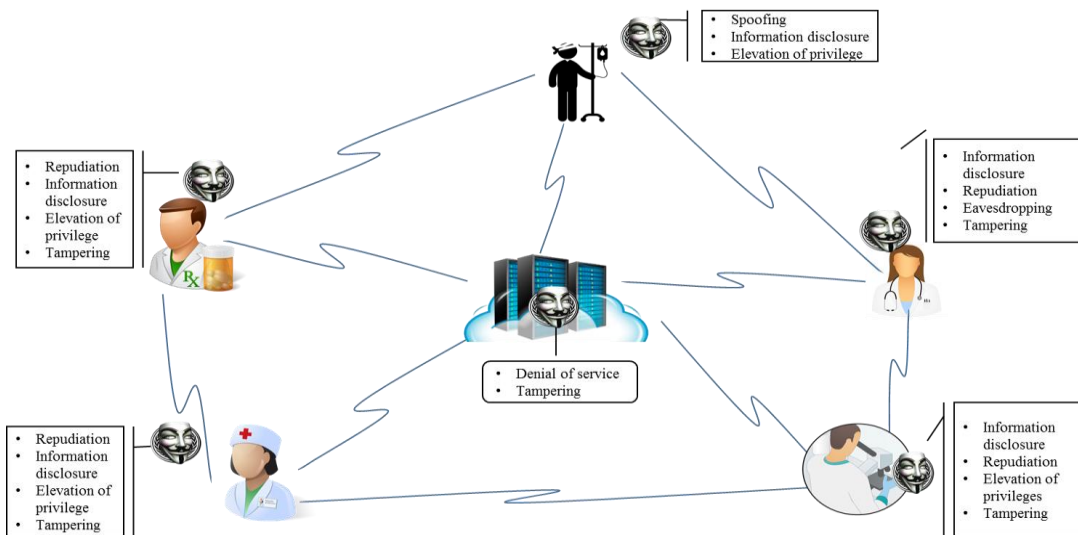 • Spoofing
• Information disclosure
• Elevation of privilege
• Repudiation
• Information
disclosure
• Elevation of
privilege
• Tampering
• Information
disclosure
• Repudiation
• Eavesdropping
• Tampering
Rx
• Denial of service
• Tampering
• Repudiation
• Information
disclosure
• Elevation of
privilege
• Tampering
• Information
disclosure
• Repudiation
• Elevation of
privileges
• Tampering